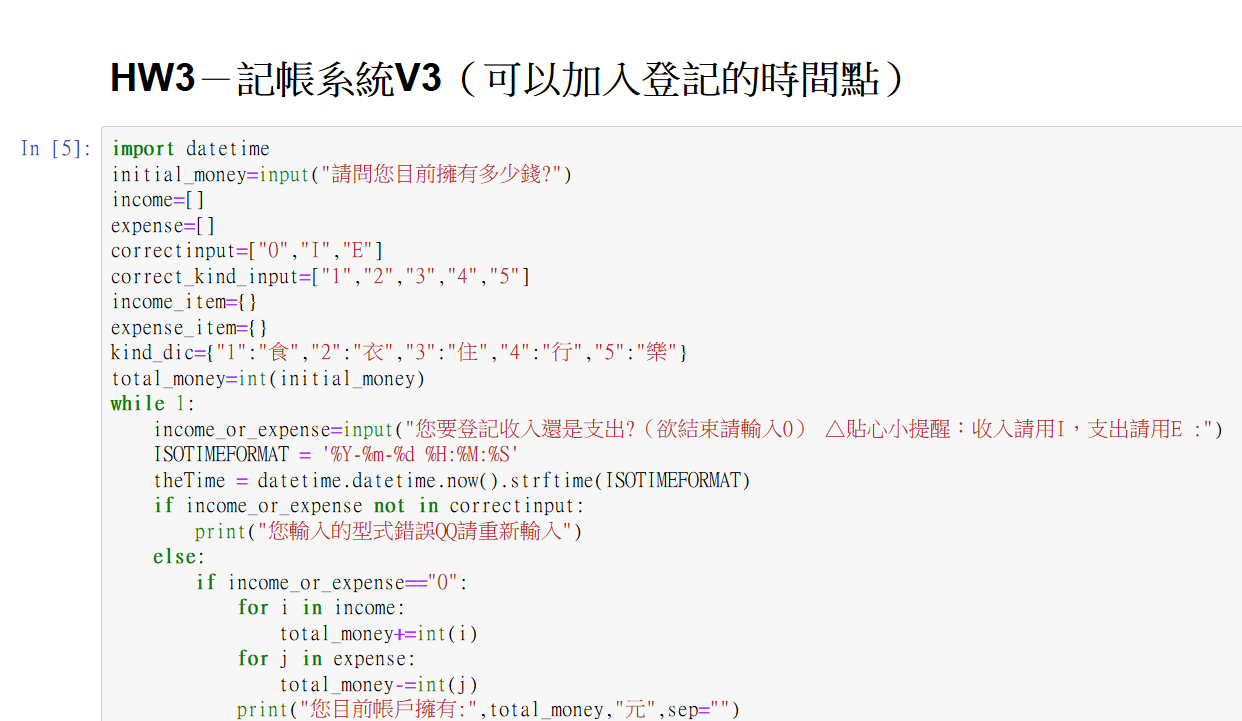 HW3－記帳系統V3（可以加入登記的時間點）
In [5]:
import datetime
initial_money=input("請問您目前擁有多少錢?")
income=[]
expense=[]
correctinput=["0","I","E"]
correct_kind_input=["1","2","3","4","5"]
income_item={}
expense_item={}
kind_dic={"1":"食","2":"衣","3":"住","4":"行","5":"樂"}
total_money=int(initial_money)
while 1:
    income_or_expense=input("您要登記收入還是支出?（欲結束請輸入0） △貼心小提醒：收入請用I，支出請用E :")
    ISOTIMEFORMAT = '%Y-%m-%d %H:%M:%S'
    theTime = datetime.datetime.now().strftime(ISOTIMEFORMAT)
    if income_or_expense not in correctinput:
        print("您輸入的型式錯誤QQ請重新輸入")
    else:
        if income_or_expense=="0":
            for i in income:
                total_money+=int(i)
            for j in expense:
                total_money-=int(j)
            print("您目前帳戶擁有:",total_money,"元",sep="")